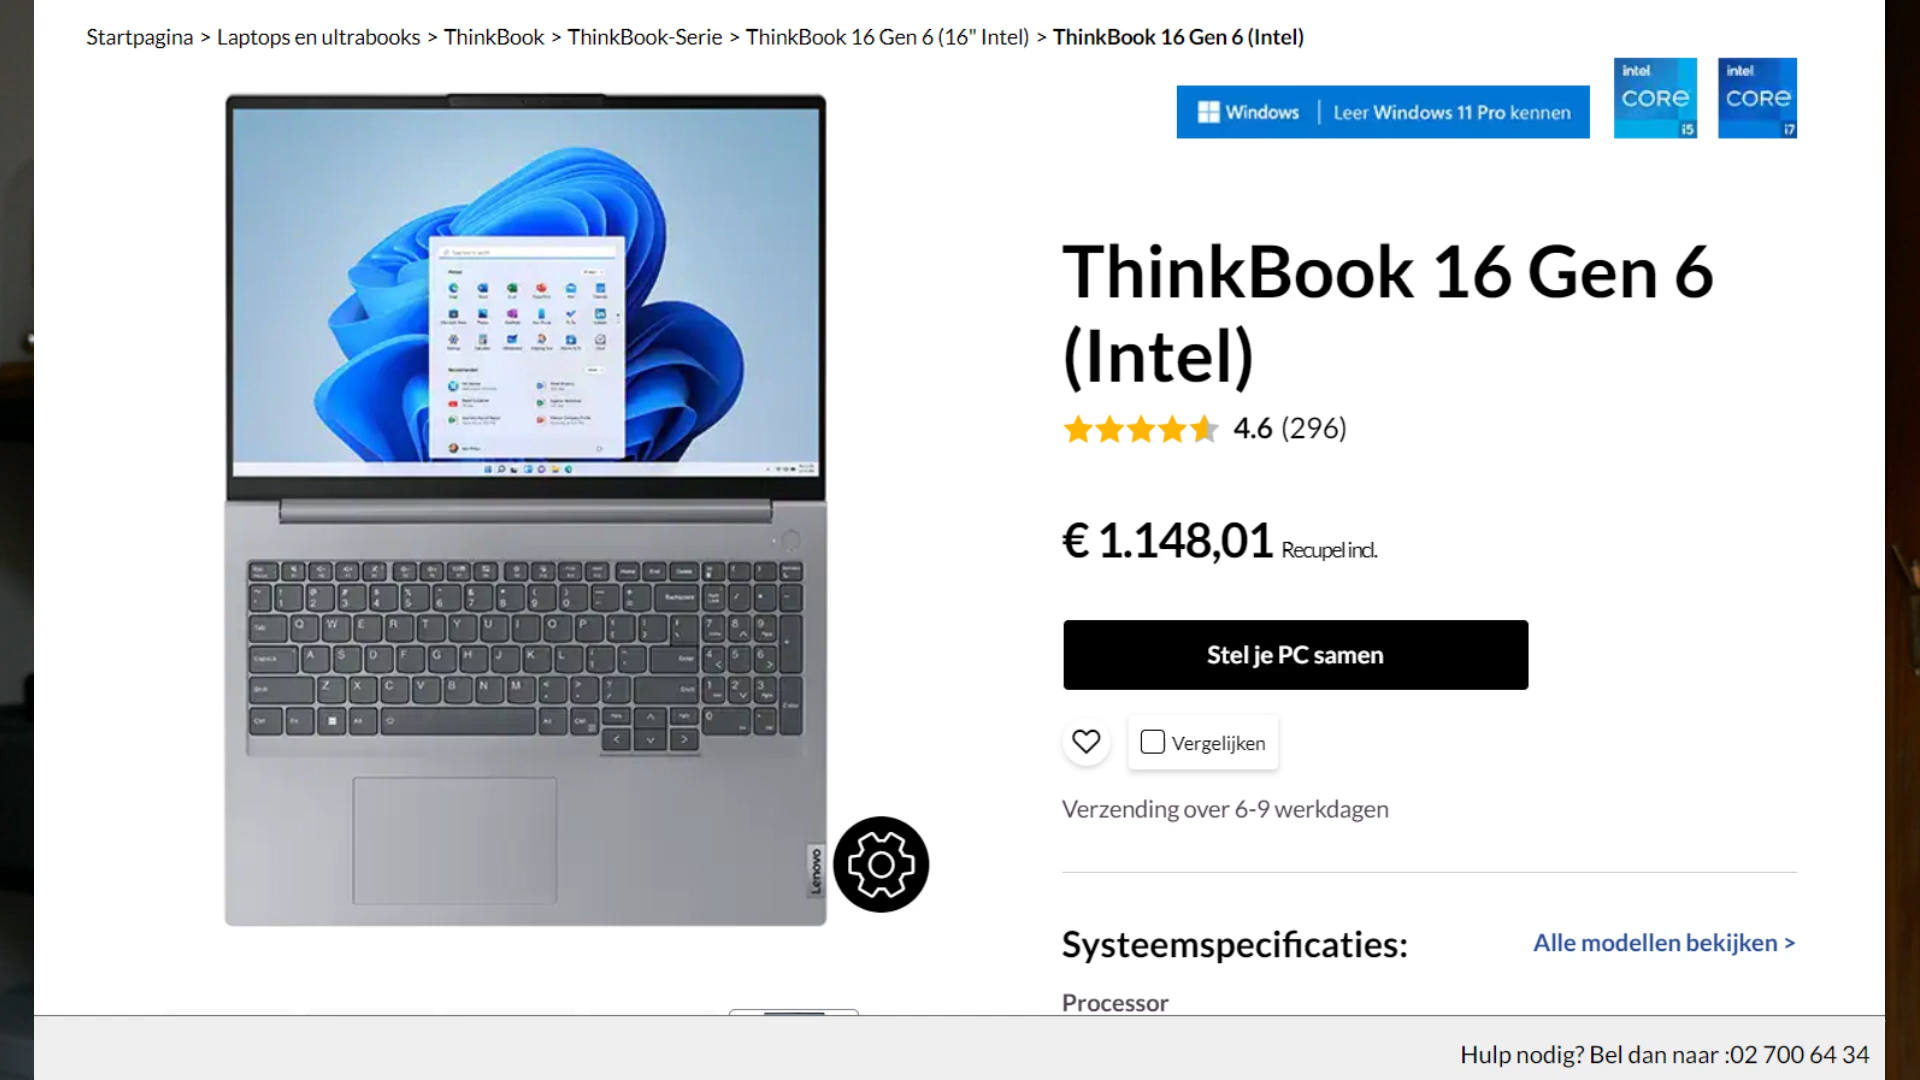 Startpagina > Laptops en ultrabooks > ThinkBook > ThinkBook-Serie > ThinkBook 16 Gen 6 (16" Intel) > ThinkBook 16 Gen 6 (Intel)
Windows | Leer Windows 11 Pro kennen
intel CORE i5
intel CORE i7
ThinkBook 16 Gen 6
(Intel)
4.6 (296)
€ 1.148,01 Recupel incl.
Stel je PC samen
Vergelijken
Verzending over 6-9 werkdagen
Lenovo
Systeemspecificaties:
Alle modellen bekijken >
Processor
Hulp nodig? Bel dan naar :02 700 64 34